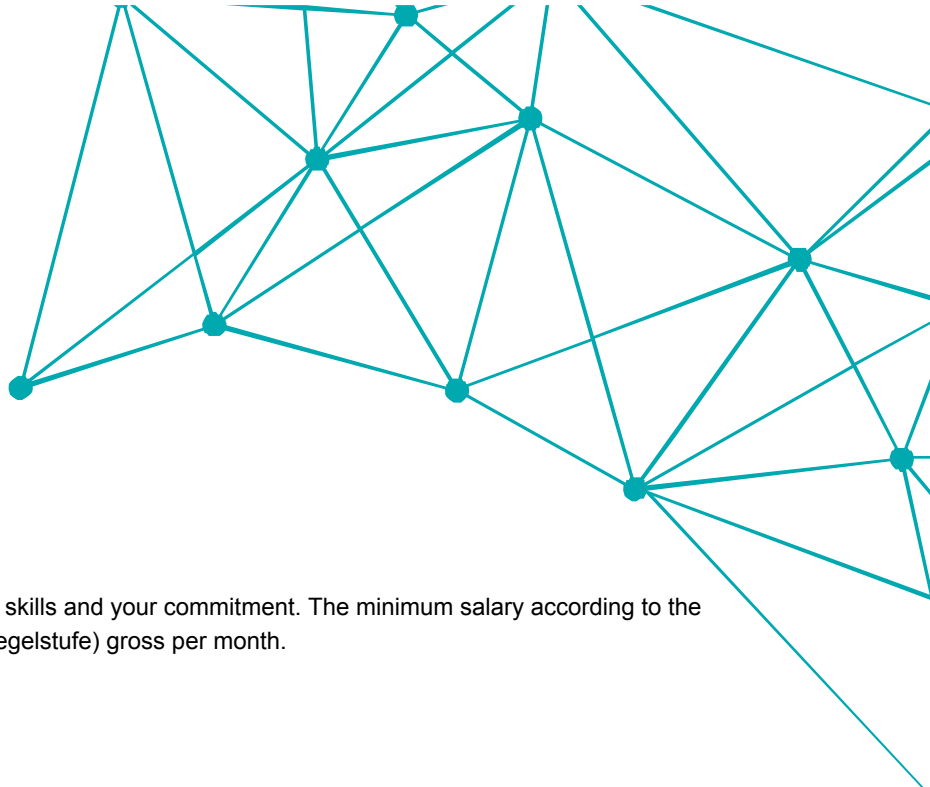 skills and your commitment. The minimum salary according to the
egelstufe) gross per month.